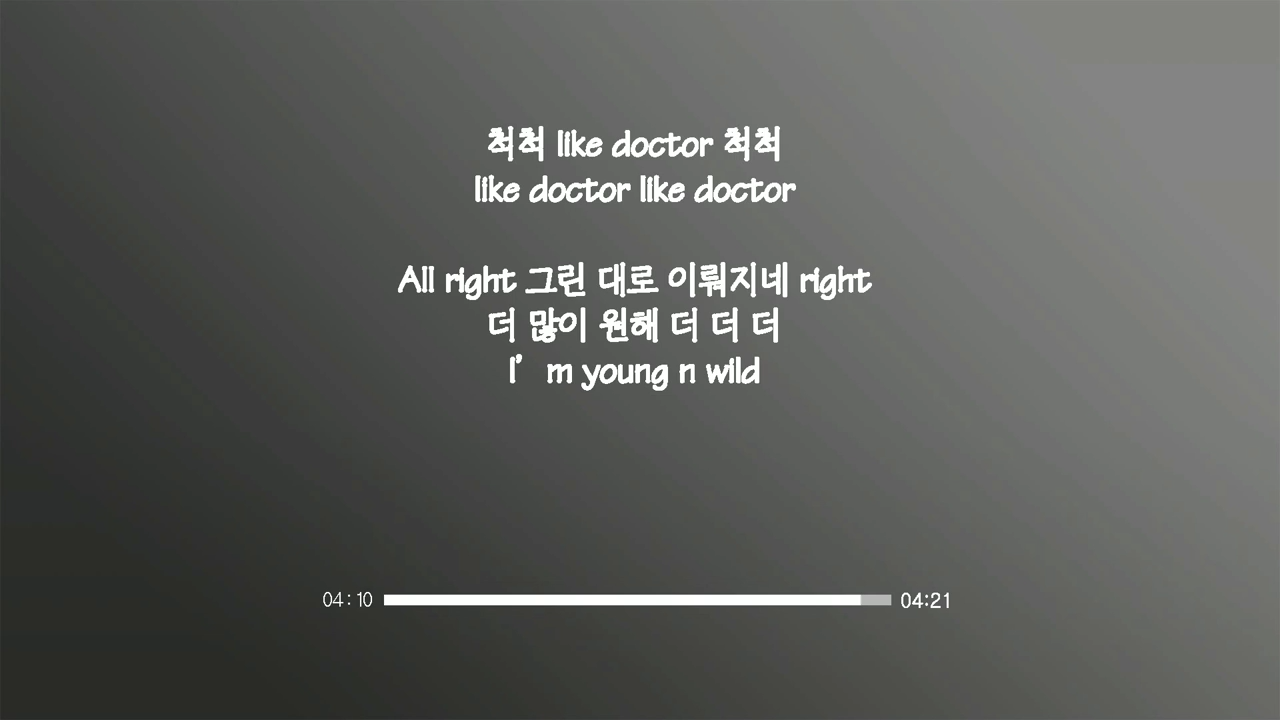 척척 like doctor 척척
like doctor like doctor
All right 그린 대로 이뤄지네 right
더 많이 원해 더 더 더
I’m young n wild
04:10
04:21